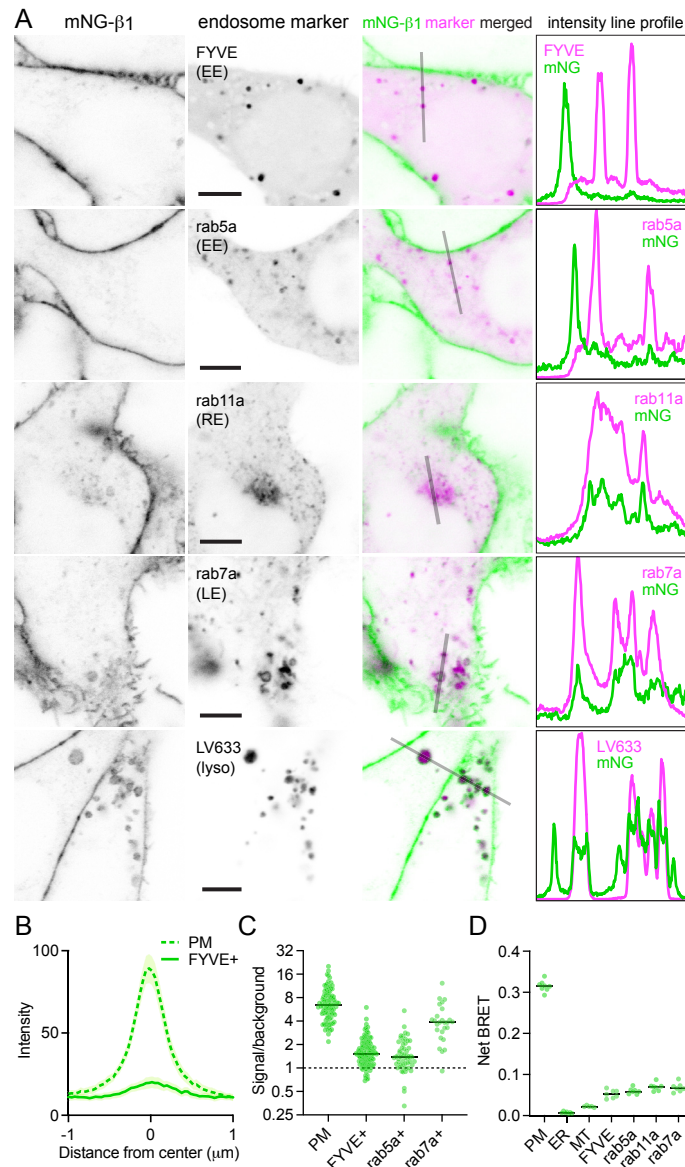 A
mNG-β1
endosome marker
mNG-β1 marker merged
intensity line profile
FYVE
(EE)
FYVE
mNG
rab5a
(EE)
rab5a
mNG
rab11a
(RE)
rab11a
mNG
rab7a
(LE)
rab7a
mNG
LV633
(lyso)
LV633
mNG
B
PM
FYVE+
100
50
0
Intensity
-1
0
1
Distance from center (μm)
C
Signal/background
32
16
8
4
2
1
0.5
0.25
PM
FYVE+
rab5a+
rab7a+
D
Net BRET
0.4
0.3
0.2
0.1
0.0
PM
ER
MT
FYVE
rab5a
rab11a
rab7a